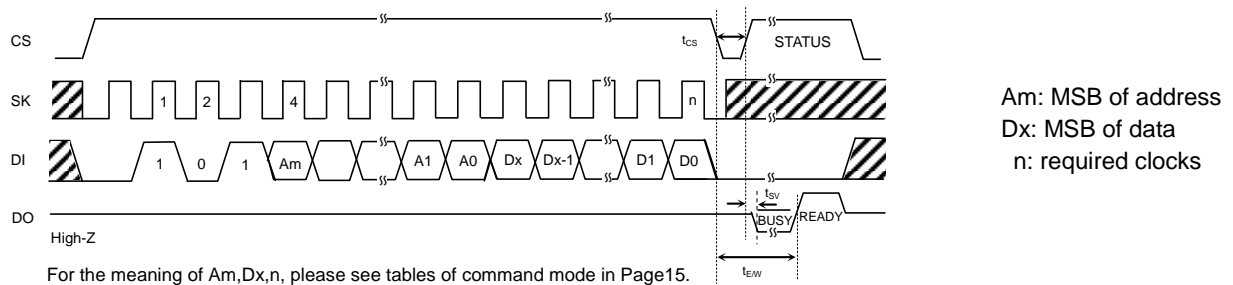 CS
tCS
STATUS
SK
1 2 4 n
DI
1 0 1 Am A1 A0 Dx Dx-1 D1 D0
tSV
DO
BUSY READY
High-Z
tE/W
For the meaning of Am,Dx,n, please see tables of command mode in Page15.
Am: MSB of address
Dx: MSB of data
n: required clocks